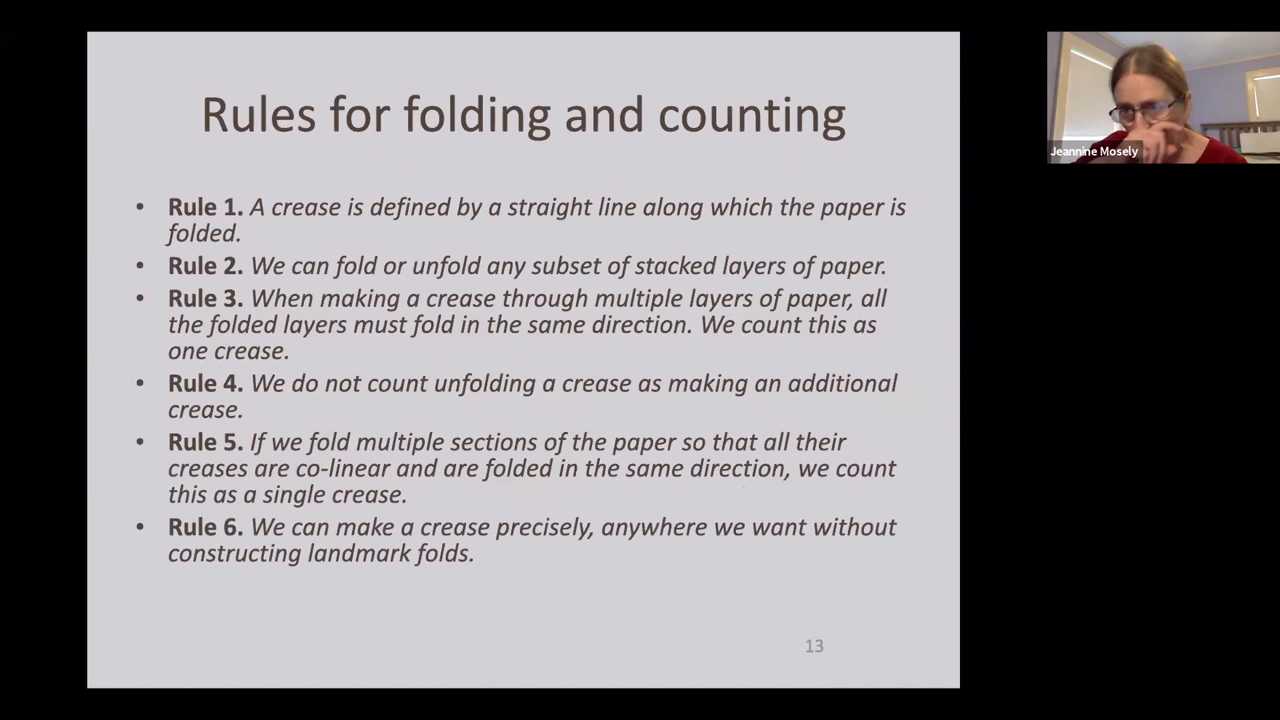 Rules for folding and counting
• Rule 1. A crease is defined by a straight line along which the paper is
folded.
• Rule 2. We can fold or unfold any subset of stacked layers of paper.
• Rule 3. When making a crease through multiple layers of paper, all
the folded layers must fold in the same direction. We count this as
one crease.
• Rule 4. We do not count unfolding a crease as making an additional
crease.
• Rule 5. If we fold multiple sections of the paper so that all their
creases are co-linear and are folded in the same direction, we count
this as a single crease.
• Rule 6. We can make a crease precisely, anywhere we want without
constructing landmark folds.
13
Jeannine Mosely